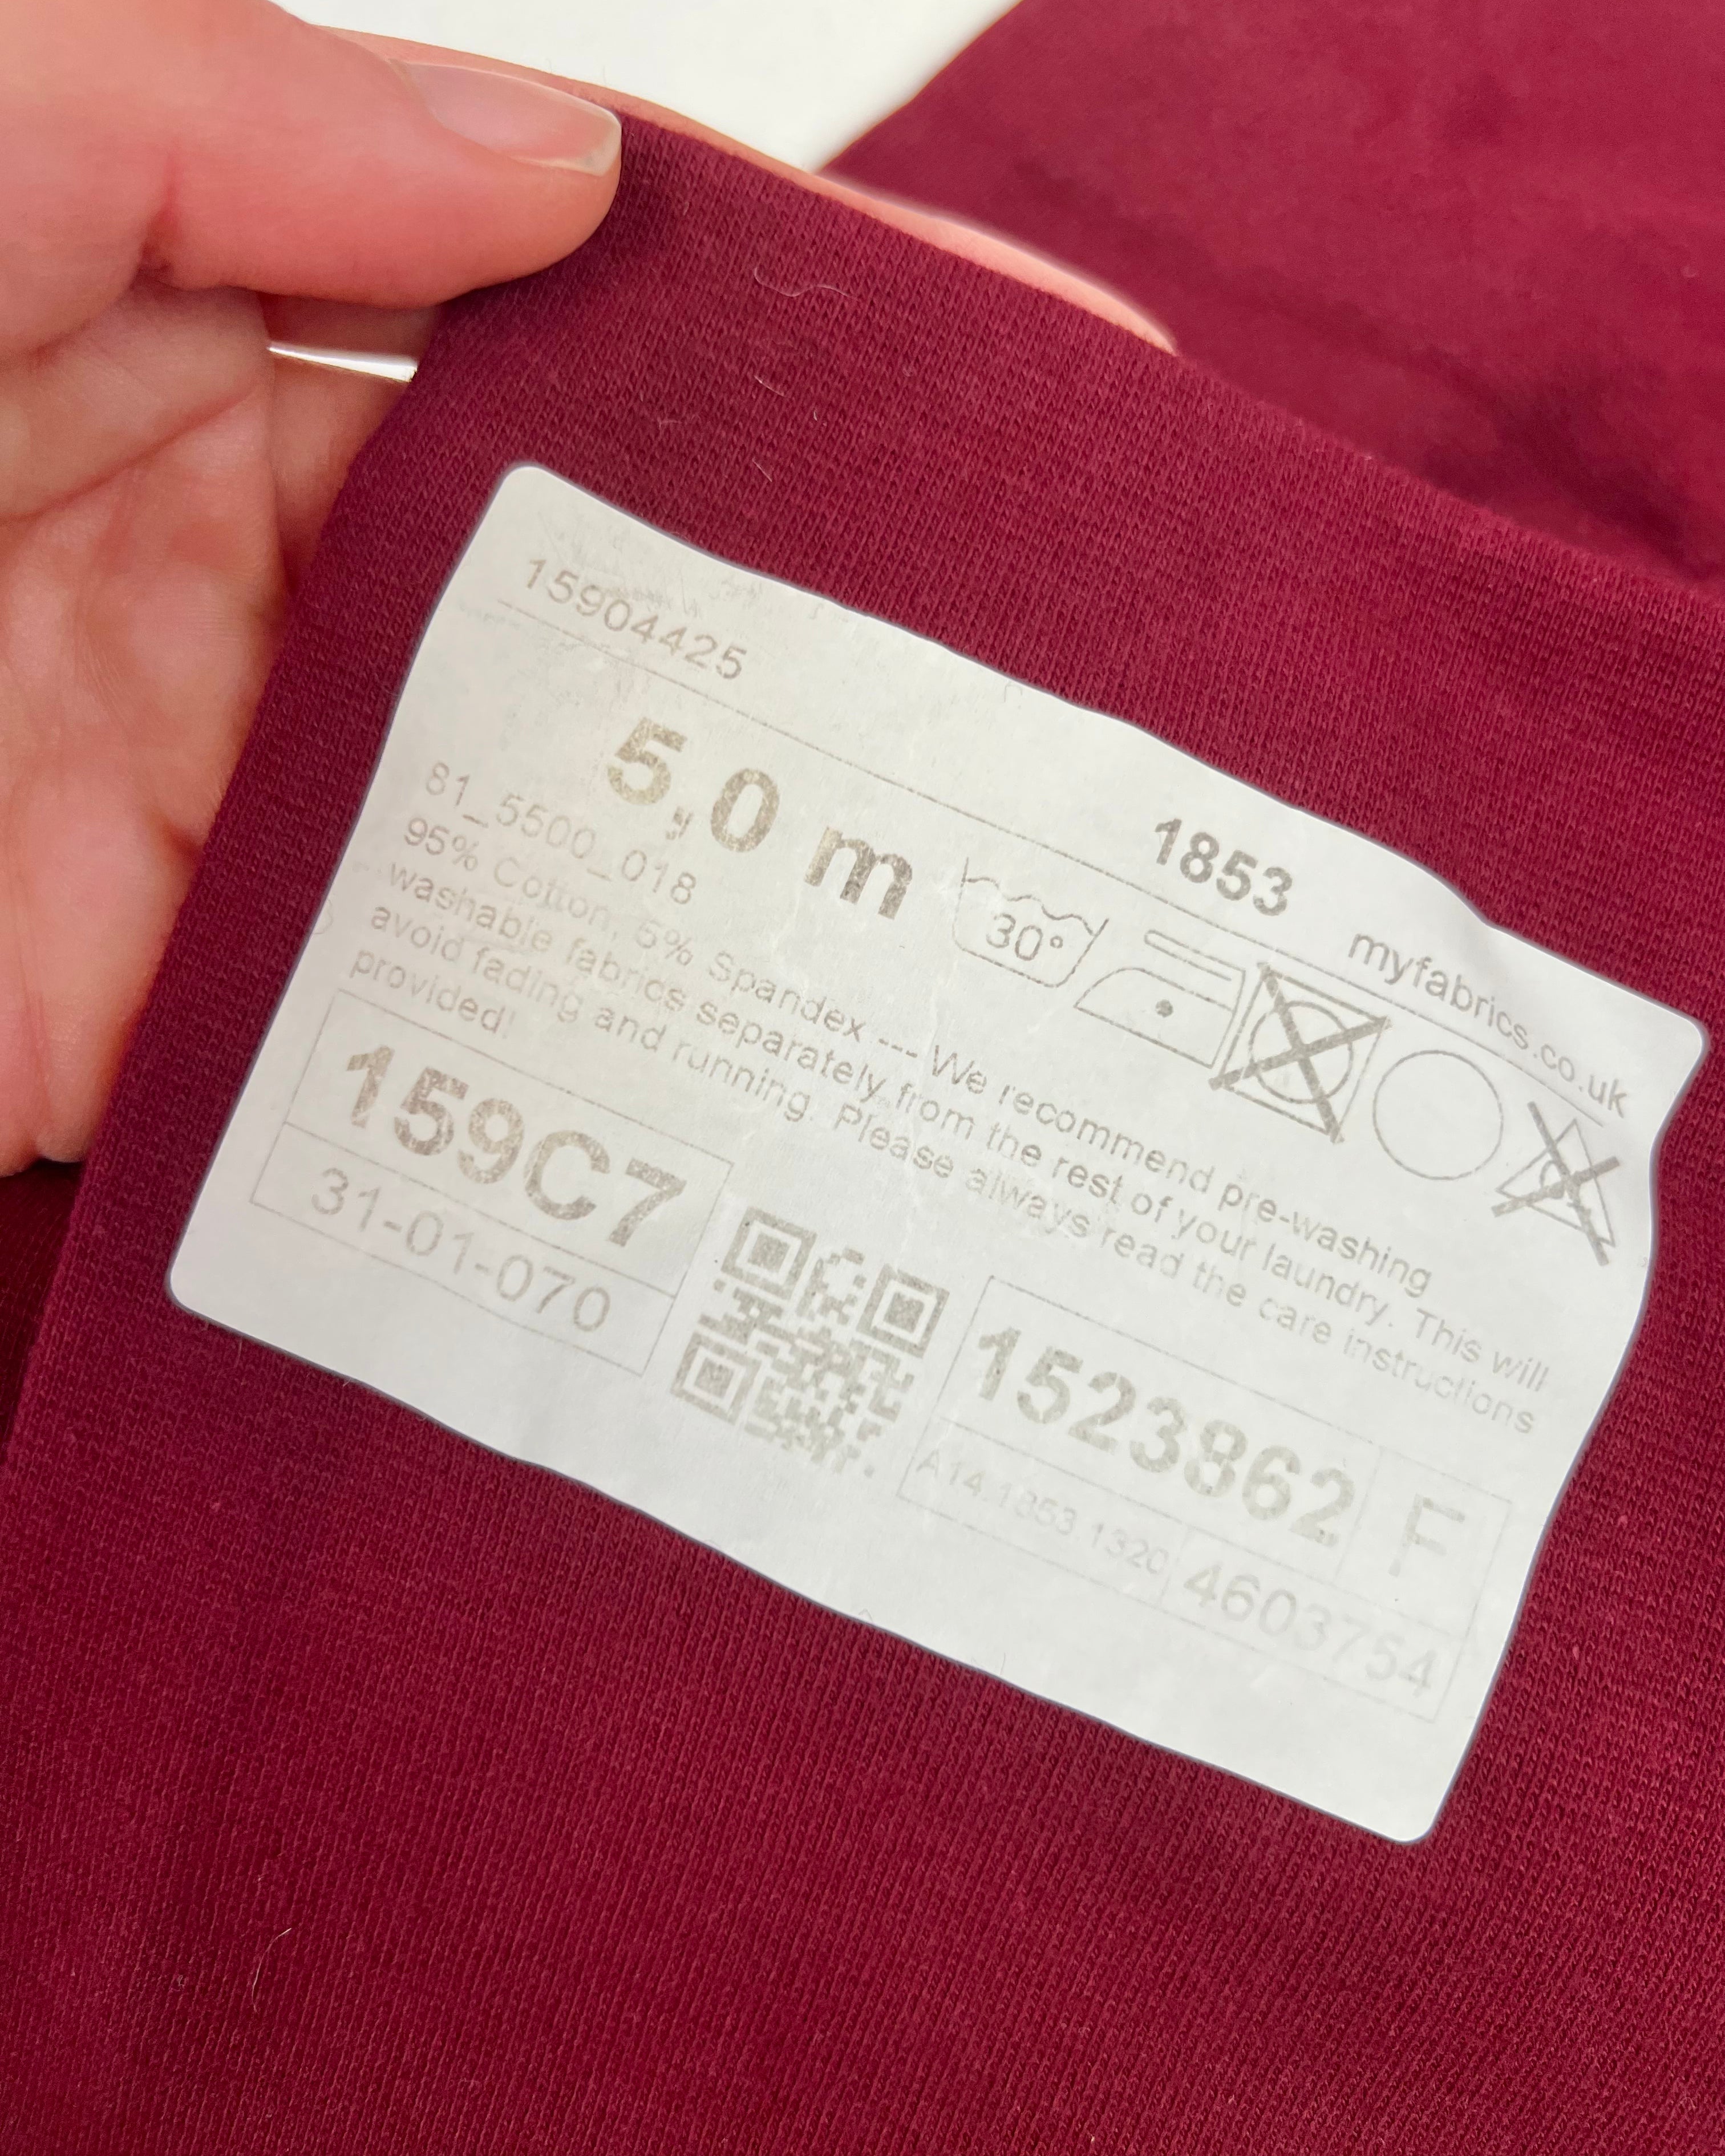 15904425
1853 myfabrics.co.uk
5,0 m
30°
81_5500_018
95% Cotton, 5% Spandex --- We recommend pre-washing
washable fabrics separately from the rest of your laundry. This will
avoid fading and running. Please always read the care instructions
provided!
159C7
31-01-070
1523862 F
A14.1853.1320 4603754